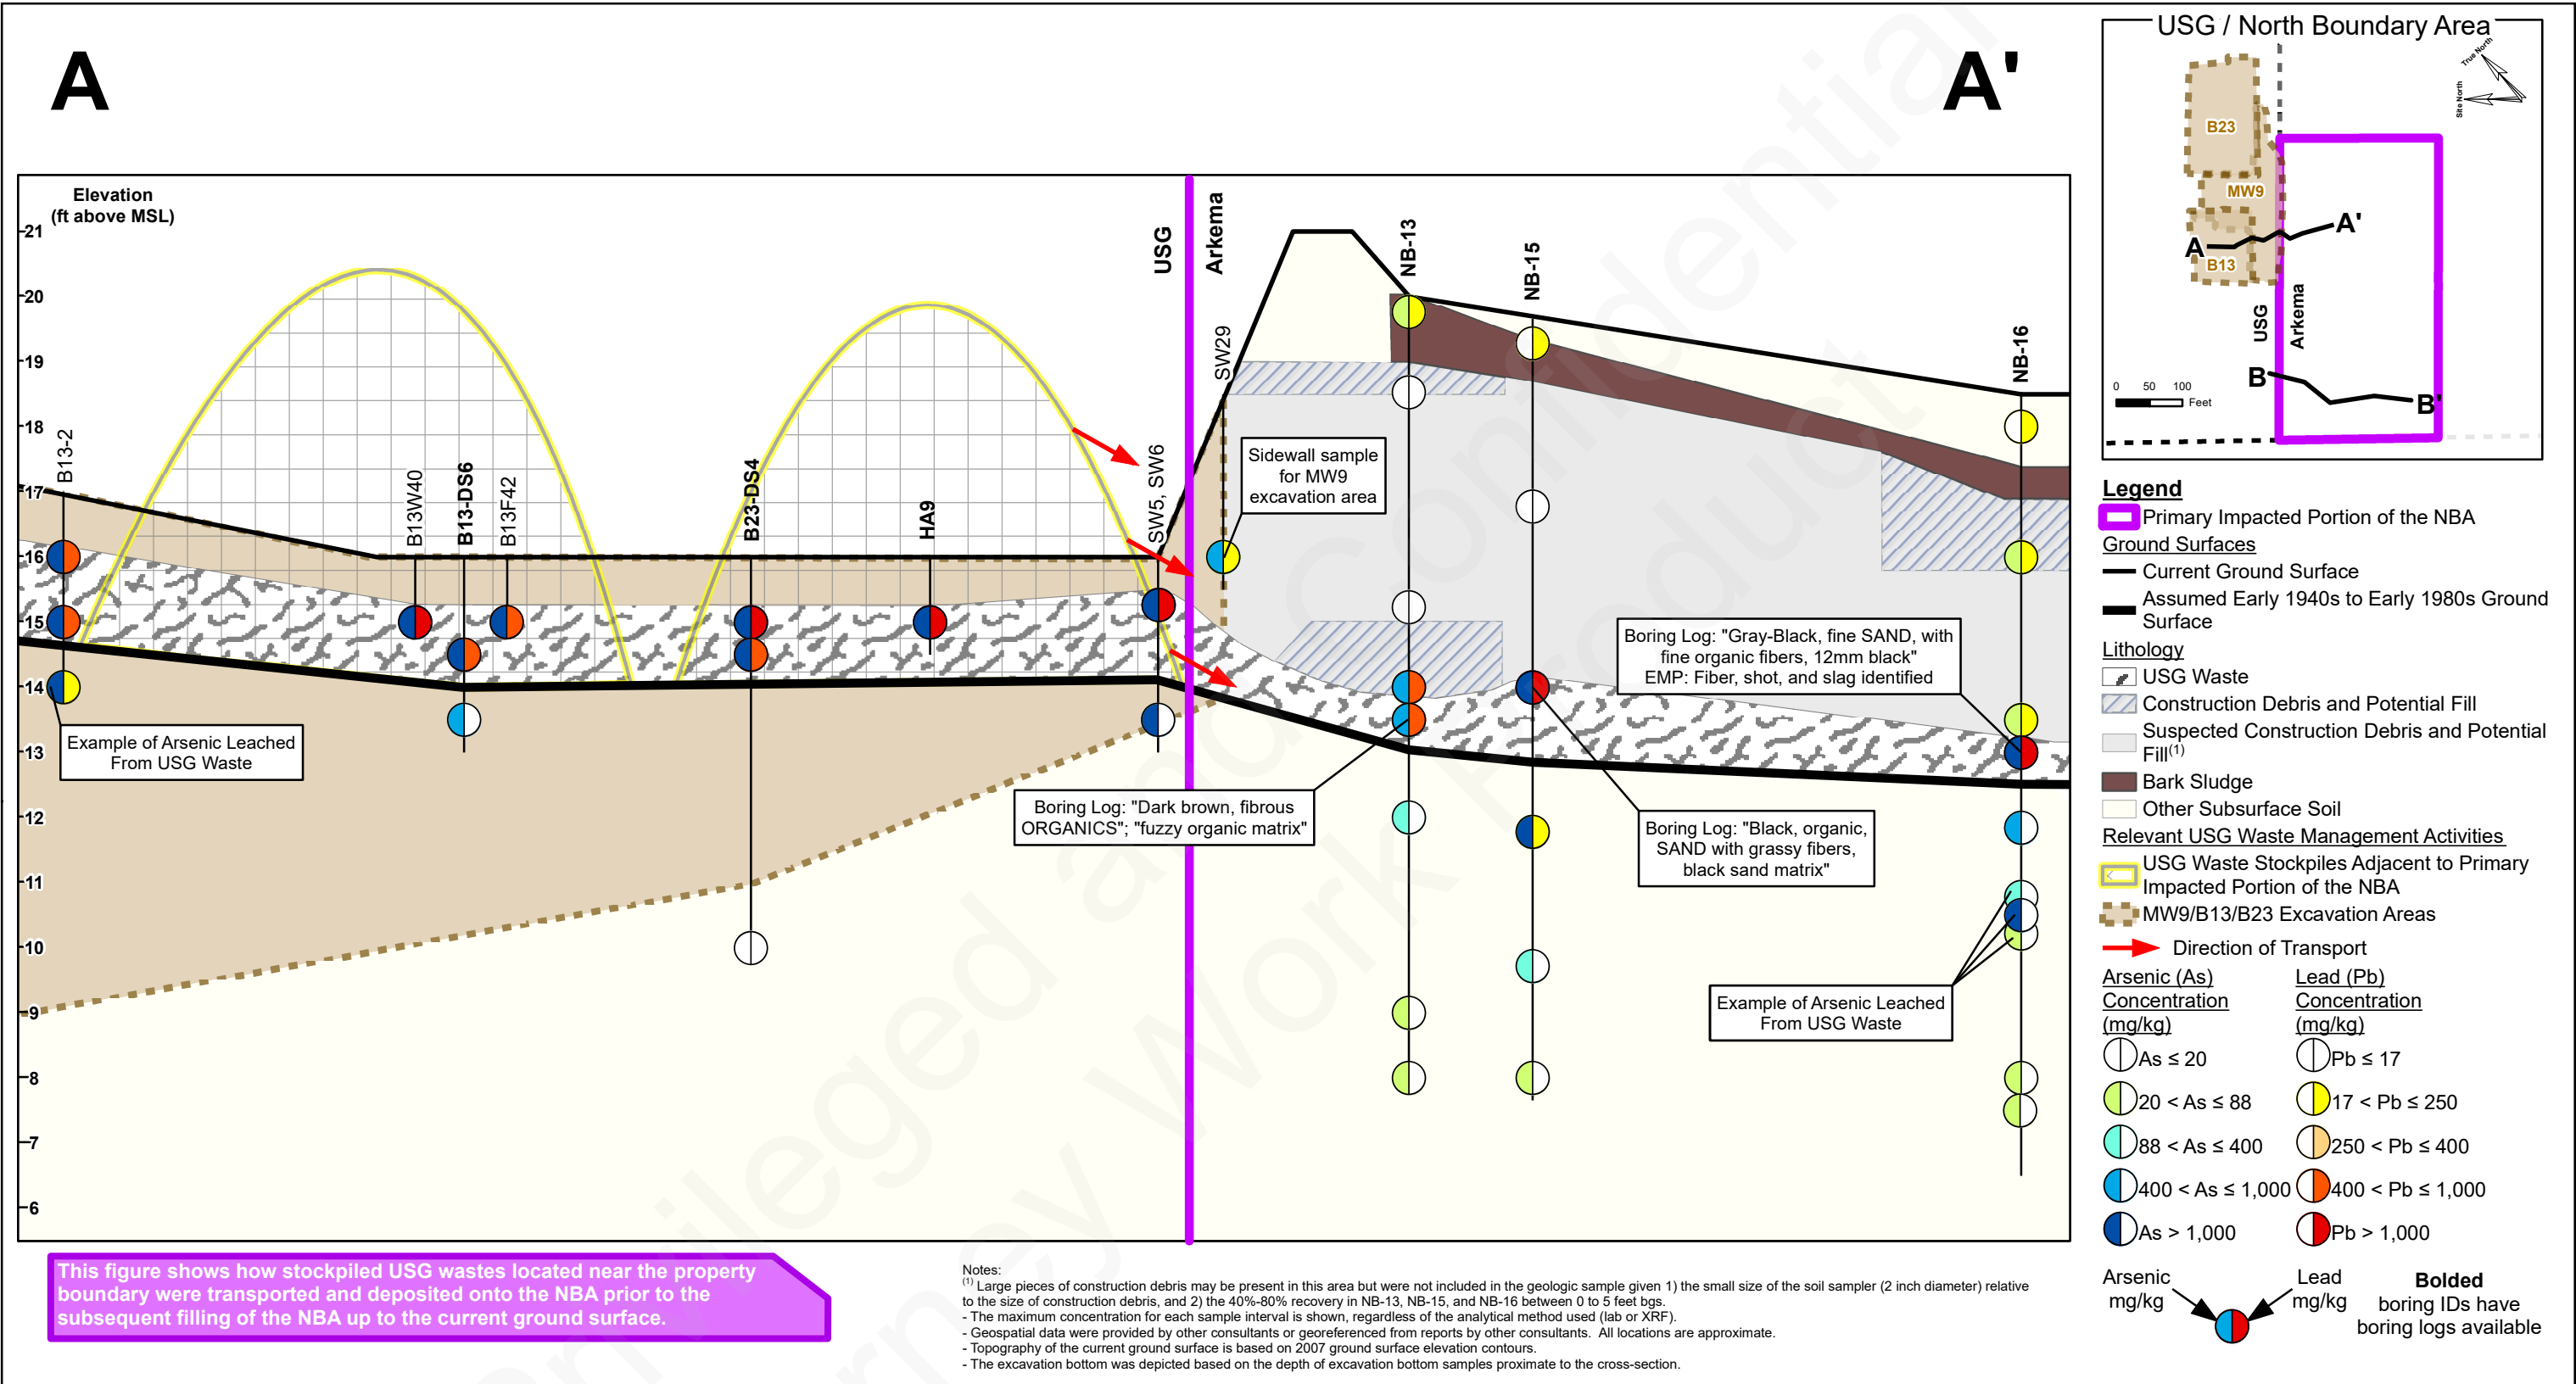 A
A'
Elevation
(ft above MSL)
21
20
19
18
17
16
15
14
13
12
11
10
9
8
7
6
B13-2
B13W40
B13-DS6
B13F42
B23-DS4
HA9
SW5, SW6
USG
Arkema
SW29
NB-13
NB-15
NB-16
Sidewall sample
for MW9
excavation area
Boring Log: "Gray-Black, fine SAND, with
fine organic fibers, 12mm black"
EMP: Fiber, shot, and slag identified
Example of Arsenic Leached
From USG Waste
Boring Log: "Dark brown, fibrous
ORGANICS"; "fuzzy organic matrix"
Boring Log: "Black, organic,
SAND with grassy fibers,
black sand matrix"
Example of Arsenic Leached
From USG Waste
This figure shows how stockpiled USG wastes located near the property
boundary were transported and deposited onto the NBA prior to the
subsequent filling of the NBA up to the current ground surface.
Notes:
(1) Large pieces of construction debris may be present in this area but were not included in the geologic sample given 1) the small size of the soil sampler (2 inch diameter) relative
to the size of construction debris, and 2) the 40%-80% recovery in NB-13, NB-15, and NB-16 between 0 to 5 feet bgs.
- The maximum concentration for each sample interval is shown, regardless of the analytical method used (lab or XRF).
- Geospatial data were provided by other consultants or georeferenced from reports by other consultants. All locations are approximate.
- Topography of the current ground surface is based on 2007 ground surface elevation contours.
- The excavation bottom was depicted based on the depth of excavation bottom samples proximate to the cross-section.
USG / North Boundary Area
True North
Site North
B23
MW9
A
A'
B13
USG
Arkema
B
B'
0 50 100
Feet
Legend
Primary Impacted Portion of the NBA
Ground Surfaces
Current Ground Surface
Assumed Early 1940s to Early 1980s Ground
Surface
Lithology
USG Waste
Construction Debris and Potential Fill
Suspected Construction Debris and Potential
Fill(1)
Bark Sludge
Other Subsurface Soil
Relevant USG Waste Management Activities
USG Waste Stockpiles Adjacent to Primary
Impacted Portion of the NBA
MW9/B13/B23 Excavation Areas
Direction of Transport
Arsenic (As)
Concentration
(mg/kg)
As ≤ 20
20 < As ≤ 88
88 < As ≤ 400
400 < As ≤ 1,000
As > 1,000
Lead (Pb)
Concentration
(mg/kg)
Pb ≤ 17
17 < Pb ≤ 250
250 < Pb ≤ 400
400 < Pb ≤ 1,000
Pb > 1,000
Arsenic
mg/kg
Lead
mg/kg
Bolded
boring IDs have
boring logs available
Privileged and Confidential
Attorney Work Product